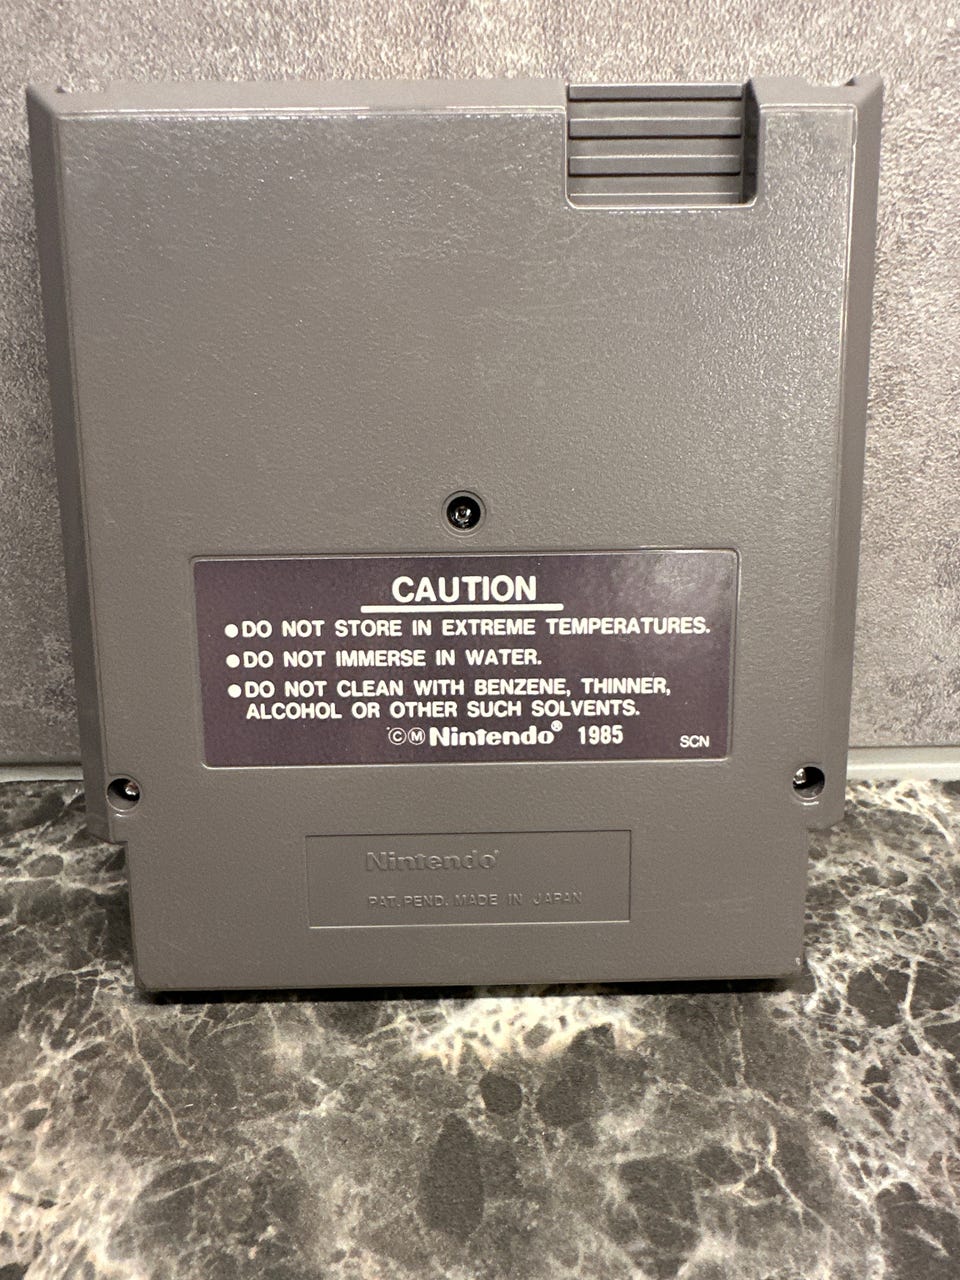 CAUTION
●DO NOT STORE IN EXTREME TEMPERATURES.
●DO NOT IMMERSE IN WATER.
●DO NOT CLEAN WITH BENZENE, THINNER,
ALCOHOL OR OTHER SUCH SOLVENTS.
©Ⓜ Nintendo® 1985 SCN
Nintendo®
PAT. PEND. MADE IN JAPAN